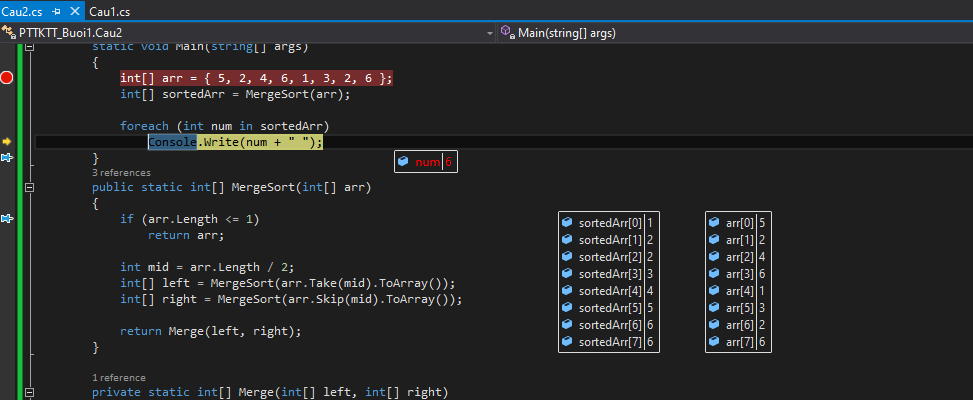 Cau2.cs Cau1.cs
PTTKTT_Buoi1.Cau2 Main(string[] args)
static void Main(string[] args)
{
int[] arr = { 5, 2, 4, 6, 1, 3, 2, 6 };
int[] sortedArr = MergeSort(arr);
foreach (int num in sortedArr)
Console.Write(num + " ");
num 6
}
3 references
public static int[] MergeSort(int[] arr)
{
if (arr.Length <= 1)
return arr;
int mid = arr.Length / 2;
int[] left = MergeSort(arr.Take(mid).ToArray());
int[] right = MergeSort(arr.Skip(mid).ToArray());
return Merge(left, right);
}
1 reference
private static int[] Merge(int[] left, int[] right)
sortedArr[0] 1
sortedArr[1] 2
sortedArr[2] 2
sortedArr[3] 3
sortedArr[4] 4
sortedArr[5] 5
sortedArr[6] 6
sortedArr[7] 6
arr[0] 5
arr[1] 2
arr[2] 4
arr[3] 6
arr[4] 1
arr[5] 3
arr[6] 2
arr[7] 6